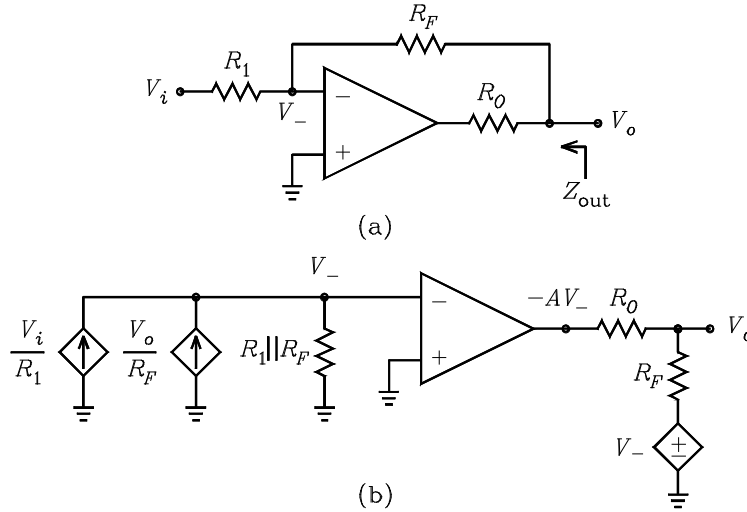 R_F
R_1
V_i
V_−
−
+
R_O
V_o
Z_out
(a)
V_−
−AV_−
R_O
V_o
V_i/R_1
V_o/R_F
R_1||R_F
−
+
R_F
V_−
±
(b)